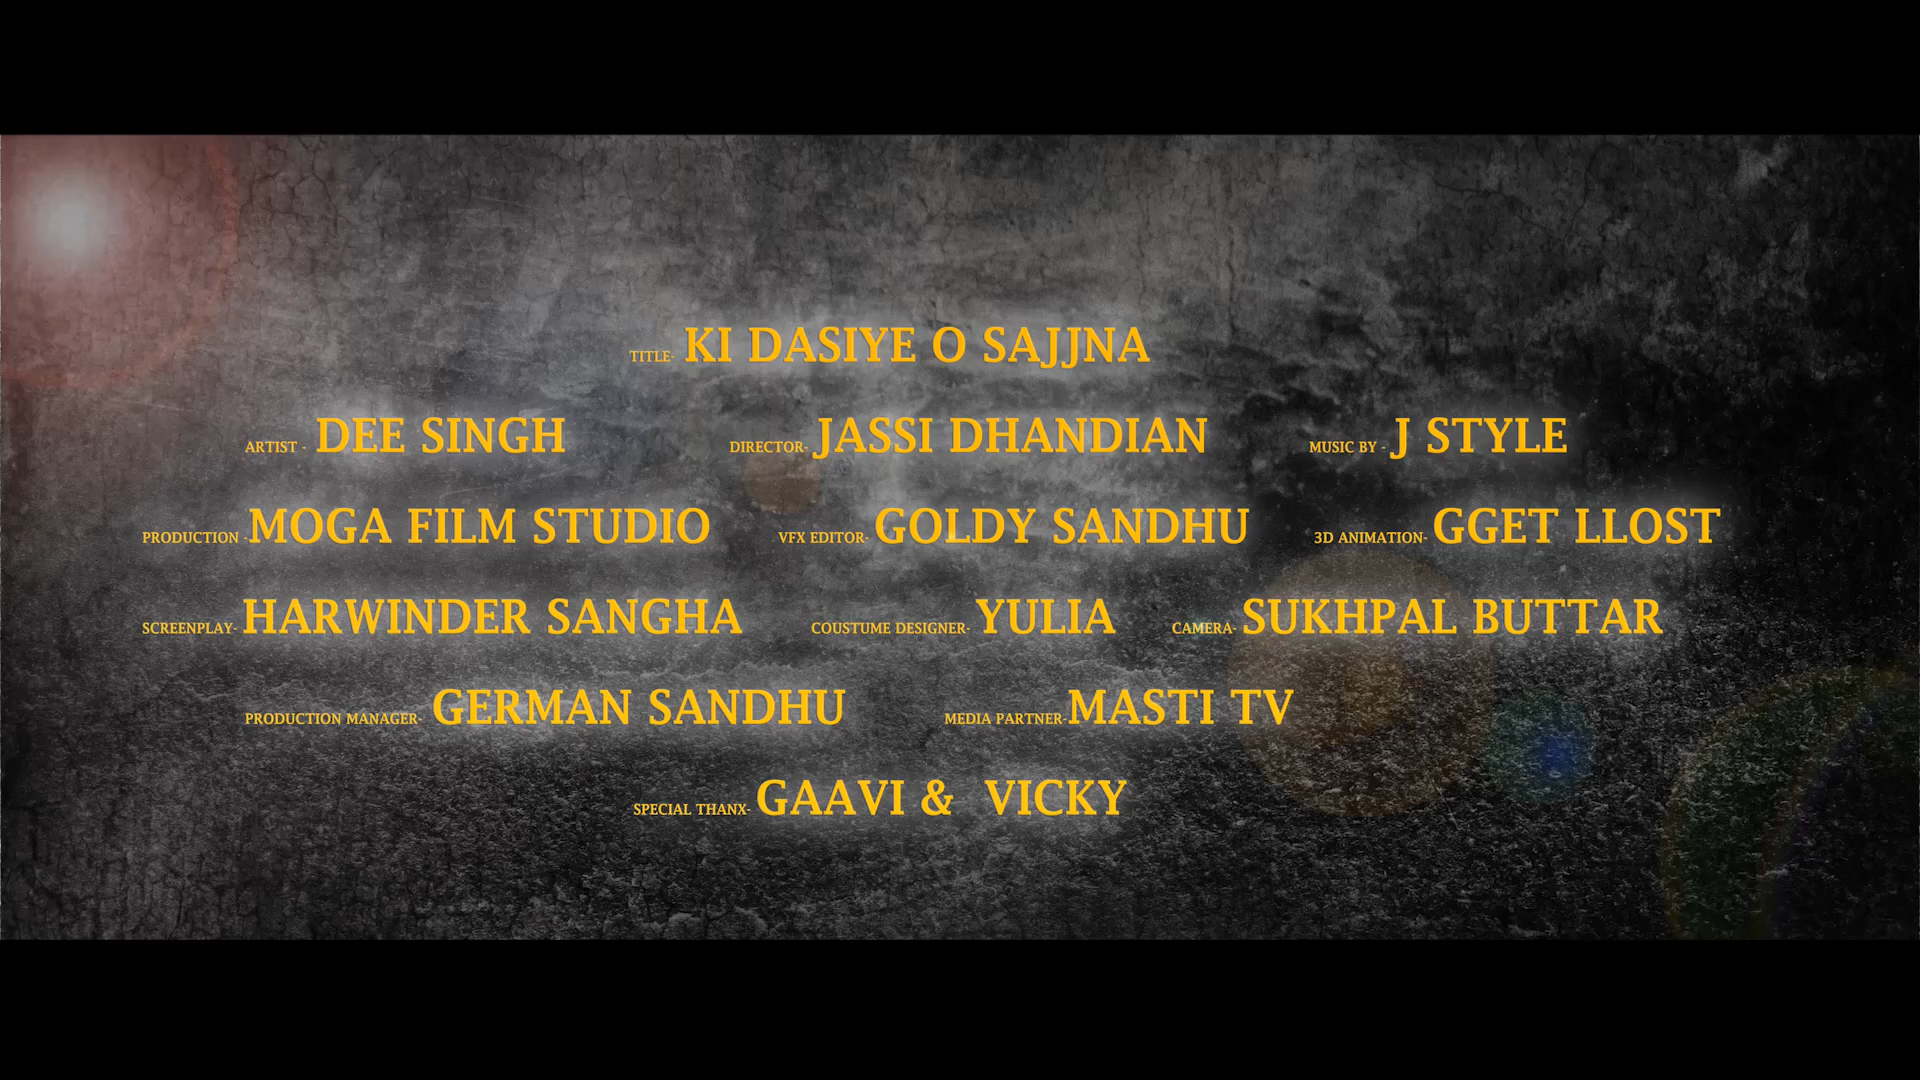 TITLE- KI DASIYE O SAJJNA
ARTIST - DEE SINGH DIRECTOR- JASSI DHANDIAN MUSIC BY - J STYLE
PRODUCTION - MOGA FILM STUDIO VFX EDITOR- GOLDY SANDHU 3D ANIMATION- GGET LLOST
SCREENPLAY- HARWINDER SANGHA COUSTUME DESIGNER- YULIA CAMERA- SUKHPAL BUTTAR
PRODUCTION MANAGER- GERMAN SANDHU MEDIA PARTNER- MASTI TV
SPECIAL THANX- GAAVI & VICKY